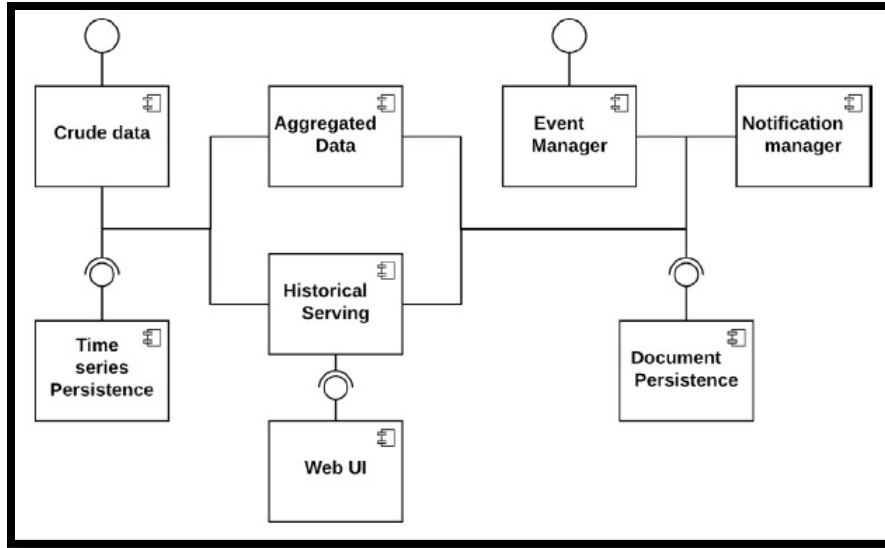 Crude data
Aggregated
Data
Event
Manager
Notification
manager
Historical
Serving
Time
series
Persistence
Document
Persistence
Web UI